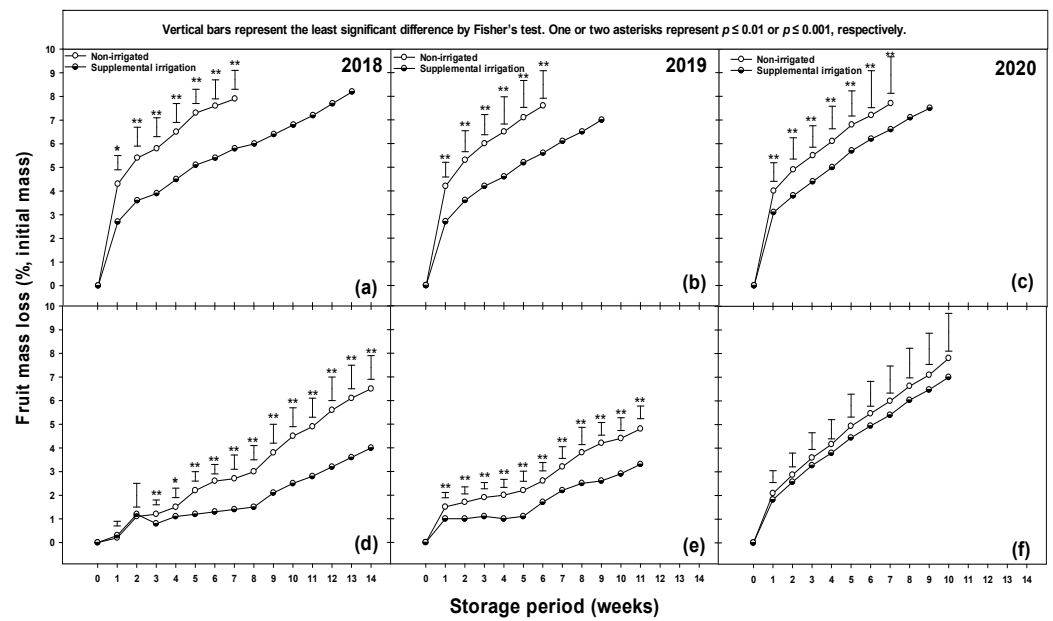 Vertical bars represent the least significant difference by Fisher's test. One or two asterisks represent p ≤ 0.01 or p ≤ 0.001, respectively.
10
9
8
7
6
5
4
3
2
1
0
Non-irrigated
Supplemental irrigation
2018
* ** ** ** ** ** **
(a)
Non-irrigated
Supplemental irrigation
2019
** ** ** ** ** **
(b)
Non-irrigated
Supplemental irrigation
2020
** ** ** ** ** ** **
(c)
Fruit mass loss (%, initial mass)
10
9
8
7
6
5
4
3
2
1
0
** * ** ** ** ** ** ** ** ** ** **
(d)
** ** ** ** ** ** ** ** ** ** **
(e)
(f)
0 1 2 3 4 5 6 7 8 9 10 11 12 13 14
0 1 2 3 4 5 6 7 8 9 10 11 12 13 14
0 1 2 3 4 5 6 7 8 9 10 11 12 13 14
Storage period (weeks)